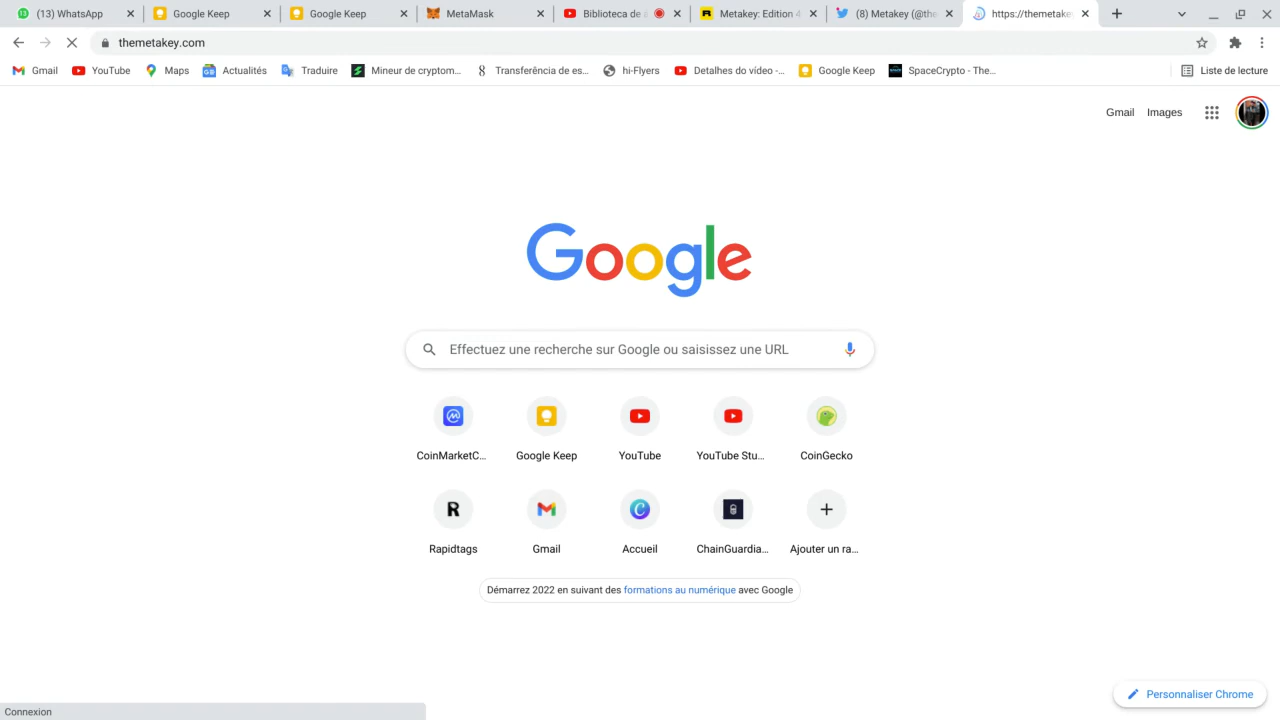 (13) WhatsApp
Google Keep
Google Keep
MetaMask
Biblioteca de a
Metakey: Edition 4
(8) Metakey (@the
https://themetakey
themetakey.com
Gmail
YouTube
Maps
Actualités
Traduire
Mineur de cryptom...
Transferência de es...
hi-Flyers
Detalhes do vídeo -...
Google Keep
SpaceCrypto - The...
Liste de lecture
Gmail
Images
Google
Effectuez une recherche sur Google ou saisissez une URL
CoinMarketC...
Google Keep
YouTube
YouTube Stu...
CoinGecko
Rapidtags
Gmail
Accueil
ChainGuardia...
Ajouter un ra...
Démarrez 2022 en suivant des formations au numérique avec Google
Personnaliser Chrome
Connexion